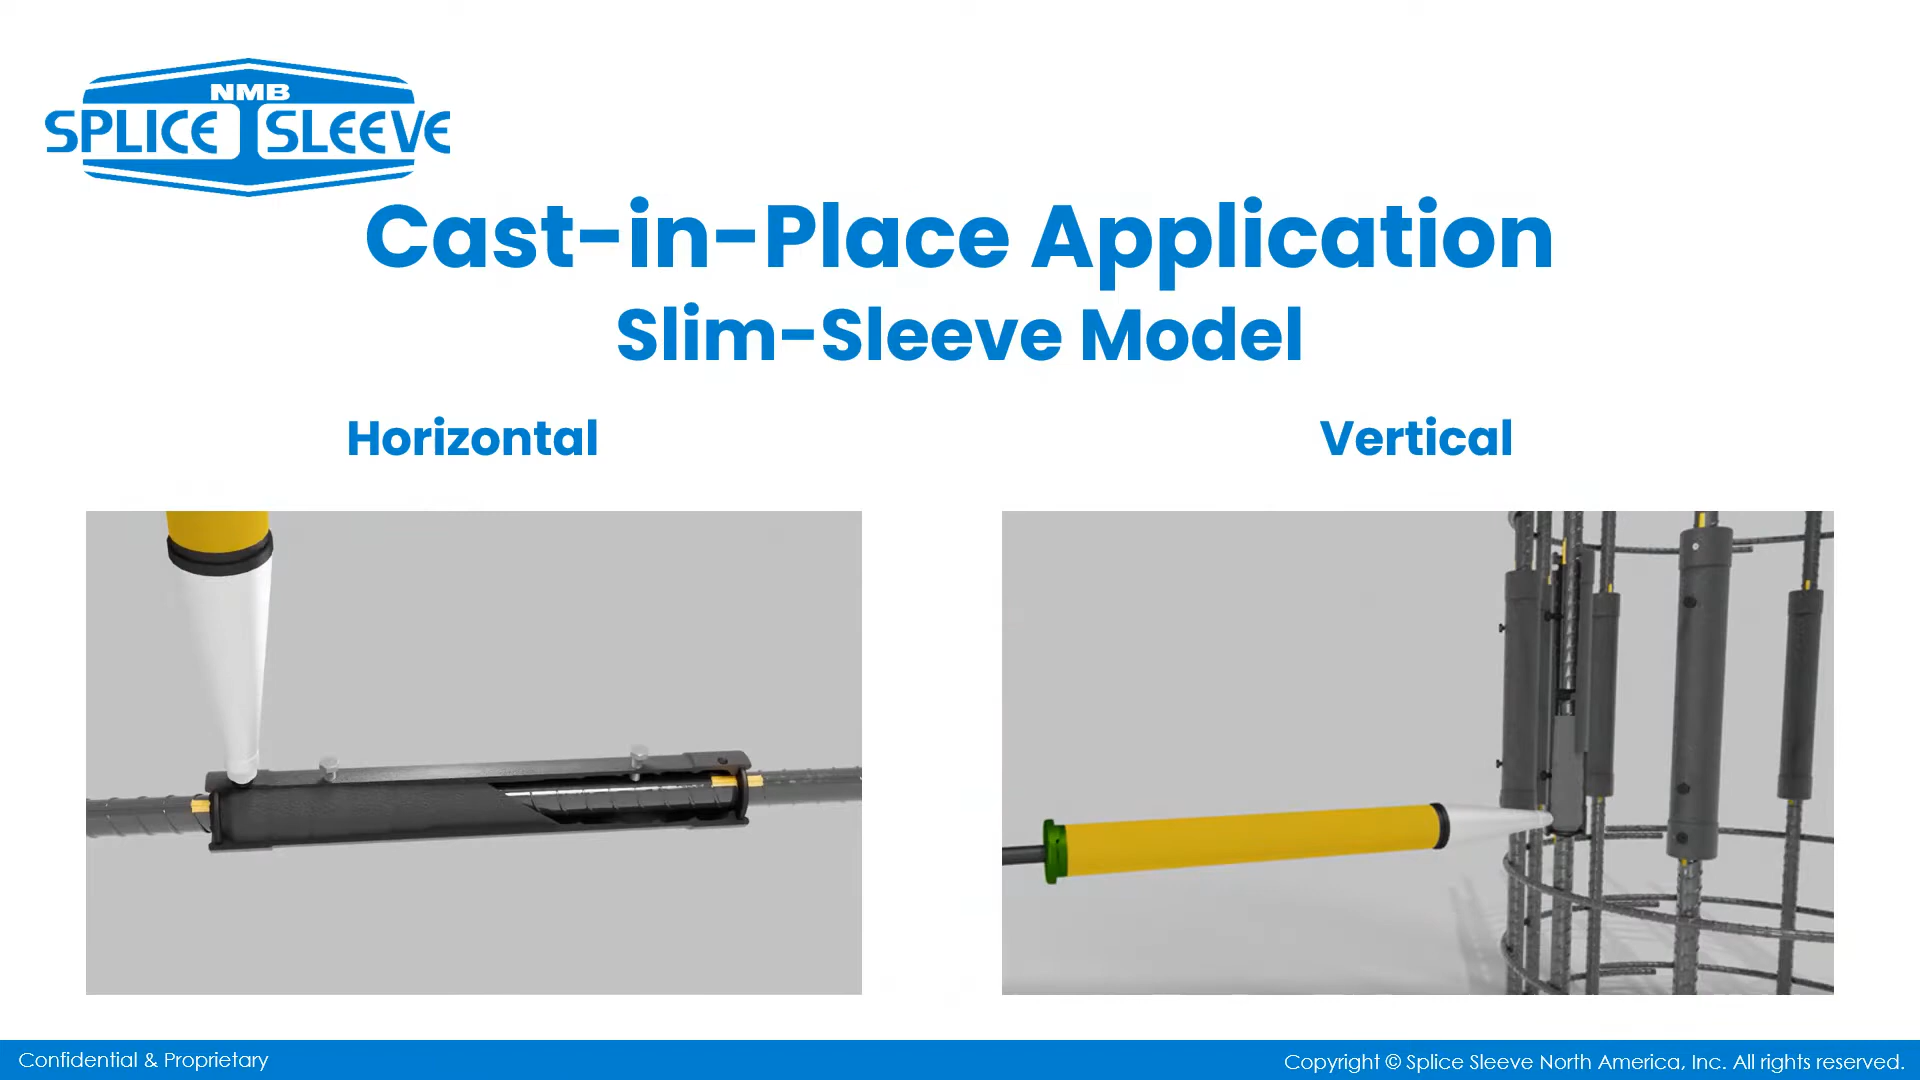 NMB
SPLICE SLEEVE
Cast-in-Place Application
Slim-Sleeve Model
Horizontal
Vertical
Confidential & Proprietary
Copyright © Splice Sleeve North America, Inc. All rights reserved.